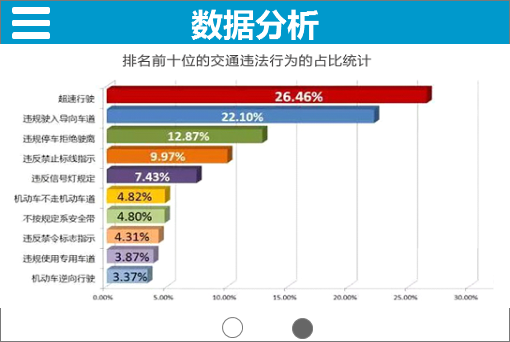 数据分析
排名前十位的交通违法行为的占比统计
超速行驶 26.46%
违规驶入导向车道 22.10%
违规停车拒绝驶离 12.87%
违反禁止标线指示 9.97%
违反信号灯规定 7.43%
机动车不走机动车道 4.82%
不按规定系安全带 4.80%
违反禁令标志指示 4.31%
违规使用专用车道 3.87%
机动车逆向行驶 3.37%
0.00% 5.00% 10.00% 15.00% 20.00% 25.00% 30.00%